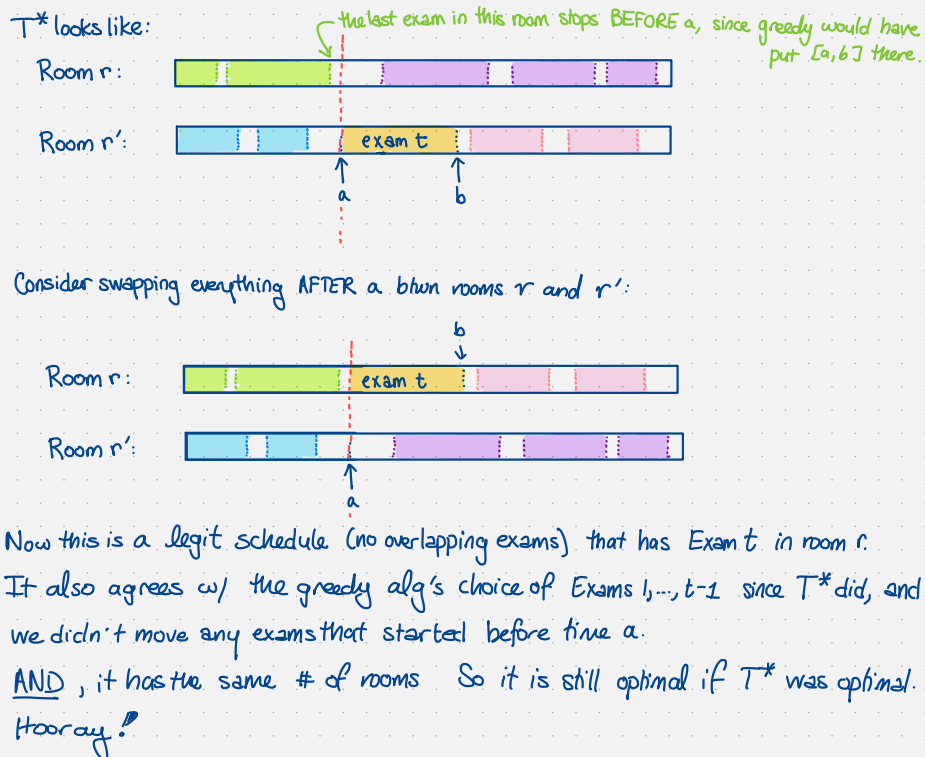 T* looks like:
the last exam in this room stops BEFORE a, since greedy would have
put [a,b] there.
Room r:
Room r':
exam t
a
b
Consider swapping everything AFTER a btwn rooms r and r':
b
Room r:
exam t
Room r':
a
Now this is a legit schedule (no overlapping exams) that has Exam t in room r.
It also agrees w/ the greedy alg's choice of Exams 1,...,t-1 since T* did, and
we didn't move any exams that started before time a.
AND, it has the same # of rooms So it is still optimal if T* was optimal.
Hooray!